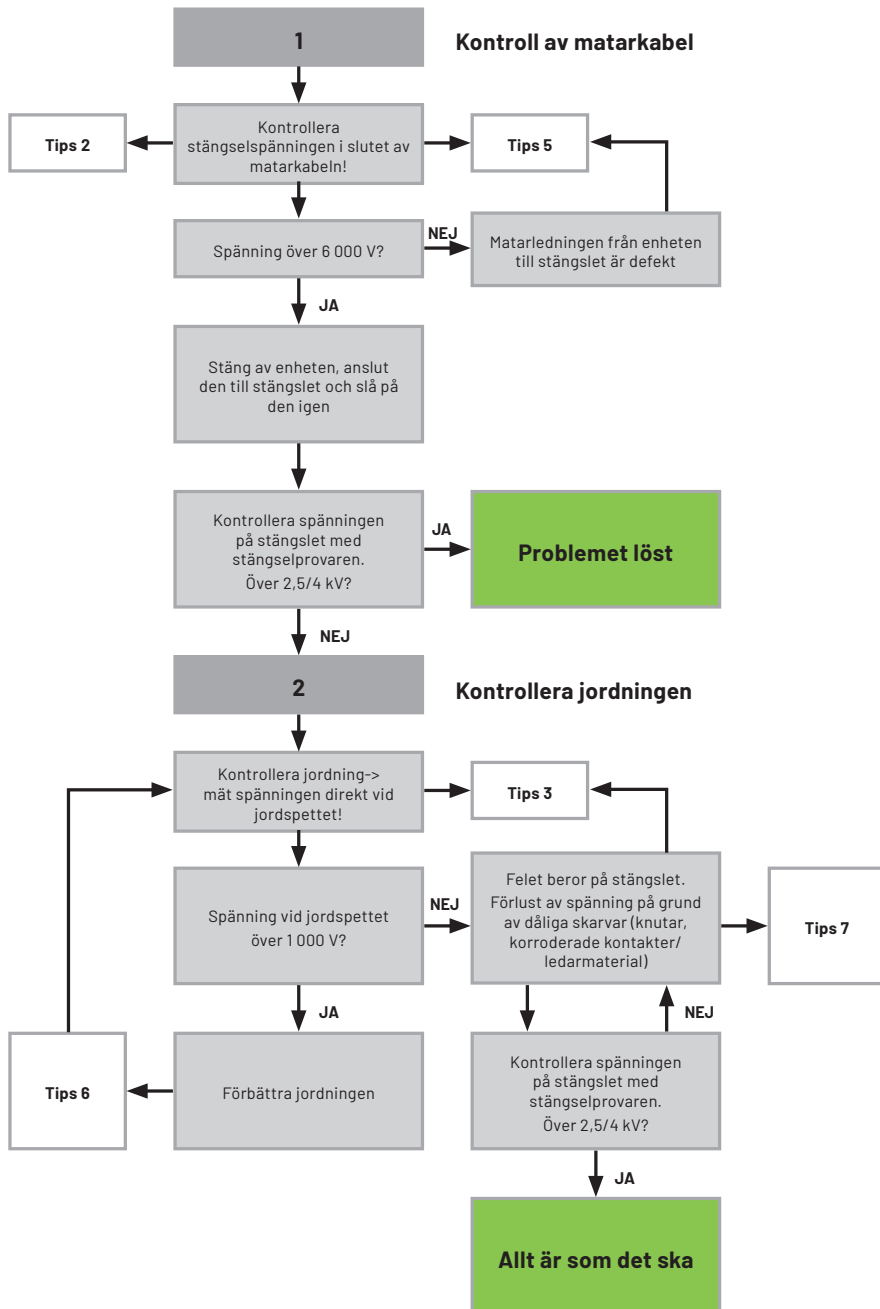 1
Kontroll av matarkabel
Tips 2
Kontrollera
stängselspänningen i slutet av
matarkabeln!
Tips 5
Spänning över 6 000 V?
NEJ
Matarledningen från enheten
till stängslet är defekt
JA
Stäng av enheten, anslut
den till stängslet och slå på
den igen
Kontrollera spänningen
på stängslet med
stängselprovaren.
Över 2,5/4 kV?
JA
Problemet löst
NEJ
2
Kontrollera jordningen
Kontrollera jordning->
mät spänningen direkt vid
jordspettet!
Tips 3
Spänning vid jordspettet
över 1 000 V?
NEJ
Felet beror på stängslet.
Förlust av spänning på grund
av dåliga skarvar (knutar,
korroderade kontakter/
ledarmaterial)
Tips 7
JA
NEJ
Tips 6
Förbättra jordningen
Kontrollera spänningen
på stängslet med
stängselprovaren.
Över 2,5/4 kV?
JA
Allt är som det ska